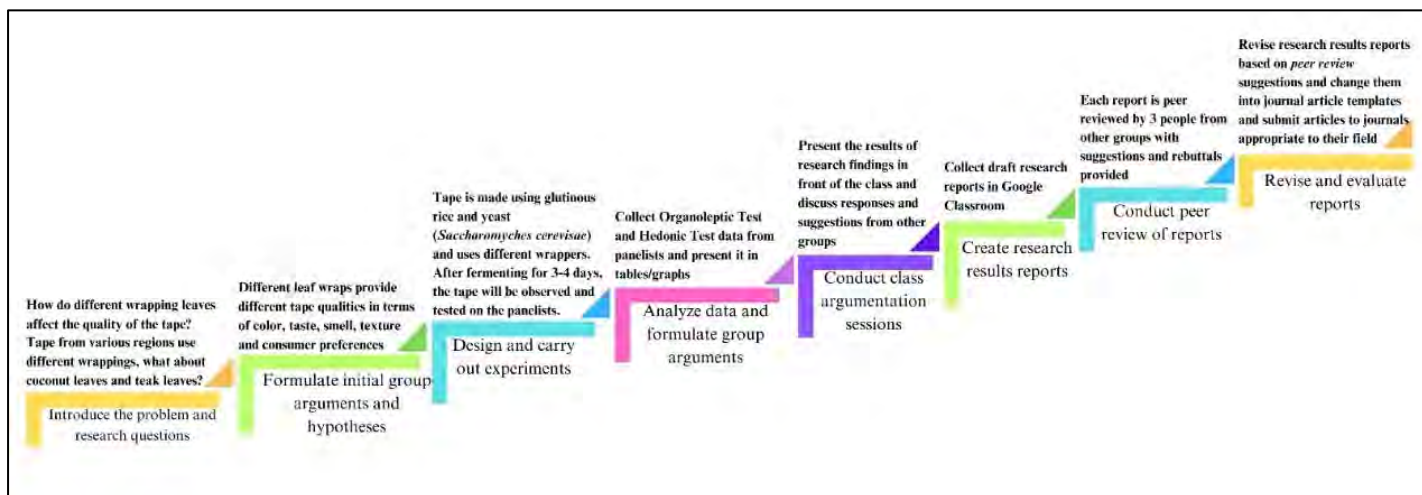 How do different wrapping leaves
affect the quality of the tape?
Tape from various regions use
different wrappings, what about
coconut leaves and teak leaves?
Introduce the problem and
research questions
Different leaf wraps provide
different tape qualities in terms
of color, taste, smell, texture
and consumer preferences
Formulate initial group
arguments and
hypotheses
Tape is made using glutinous
rice and yeast
(Saccharomyches cerevisae)
and uses different wrappers.
After fermenting for 3-4 days,
the tape will be observed and
tested on the panelists.
Design and carry
out experiments
Collect Organoleptic Test
and Hedonic Test data from
panelists and present it in
tables/graphs
Analyze data and
formulate group
arguments
Present the results of
research findings in
front of the class and
discuss responses and
suggestions from other
groups
Conduct class
argumentation
sessions
Collect draft research
reports in Google
Classroom
Create research
results reports
Each report is peer
reviewed by 3 people from
other groups with
suggestions and rebuttals
provided
Conduct peer
review of reports
Revise research results reports
based on peer review
suggestions and change them
into journal article templates
and submit articles to journals
appropriate to their field
Revise and evaluate
reports